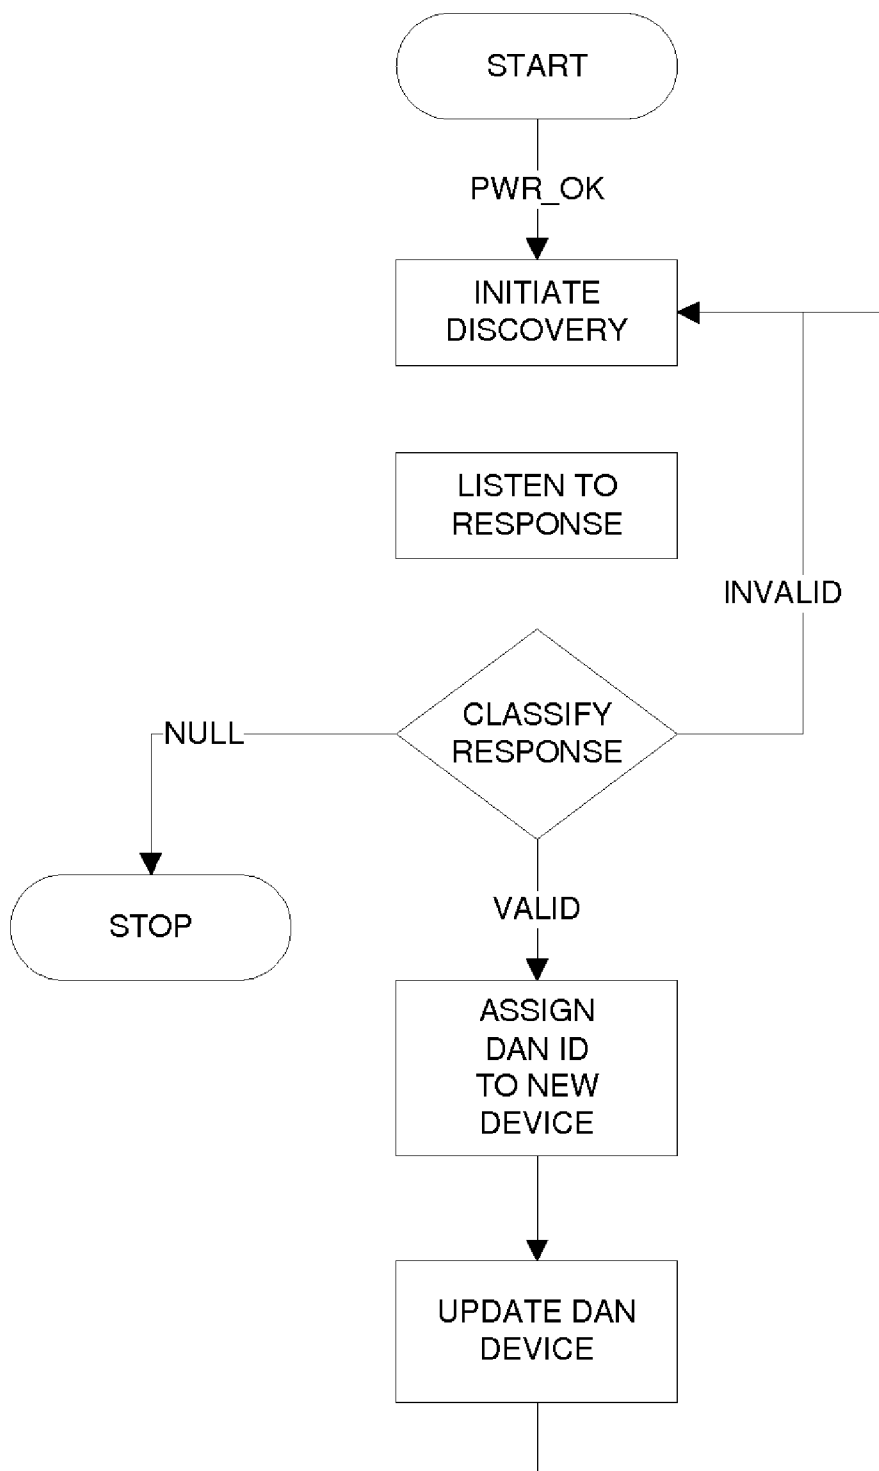 START
PWR_OK
INITIATE
DISCOVERY
LISTEN TO
RESPONSE
INVALID
CLASSIFY
RESPONSE
NULL
STOP
VALID
ASSIGN
DAN ID
TO NEW
DEVICE
UPDATE DAN
DEVICE